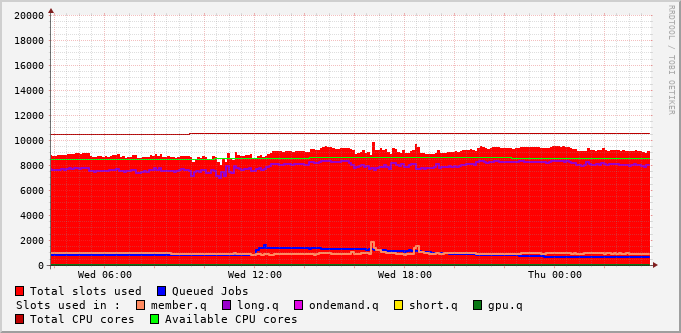 20000
18000
16000
14000
12000
10000
8000
6000
4000
2000
0
Wed 06:00 Wed 12:00 Wed 18:00 Thu 00:00
Total slots used Queued Jobs
Slots used in : member.q long.q ondemand.q short.q gpu.q
Total CPU cores Available CPU cores
RRDTOOL / TOBI OETIKER